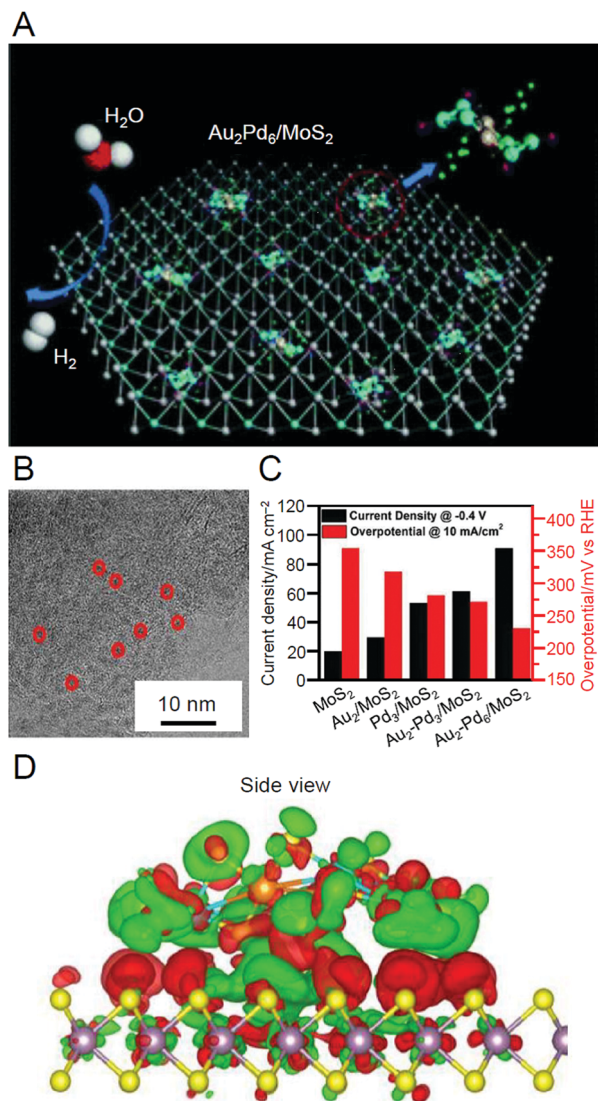 A
H₂O
Au₂Pd₆/MoS₂
H₂
B
10 nm
C
Current density/mA cm⁻²
120
100
80
60
40
20
0
Current Density @ -0.4 V
Overpotential @ 10 mA/cm²
400
350
300
250
200
150
Overpotential/mV vs RHE
MoS₂
Au₂/MoS₂
Pd₃/MoS₂
Au₂-Pd₃/MoS₂
Au₂-Pd₆/MoS₂
D
Side view